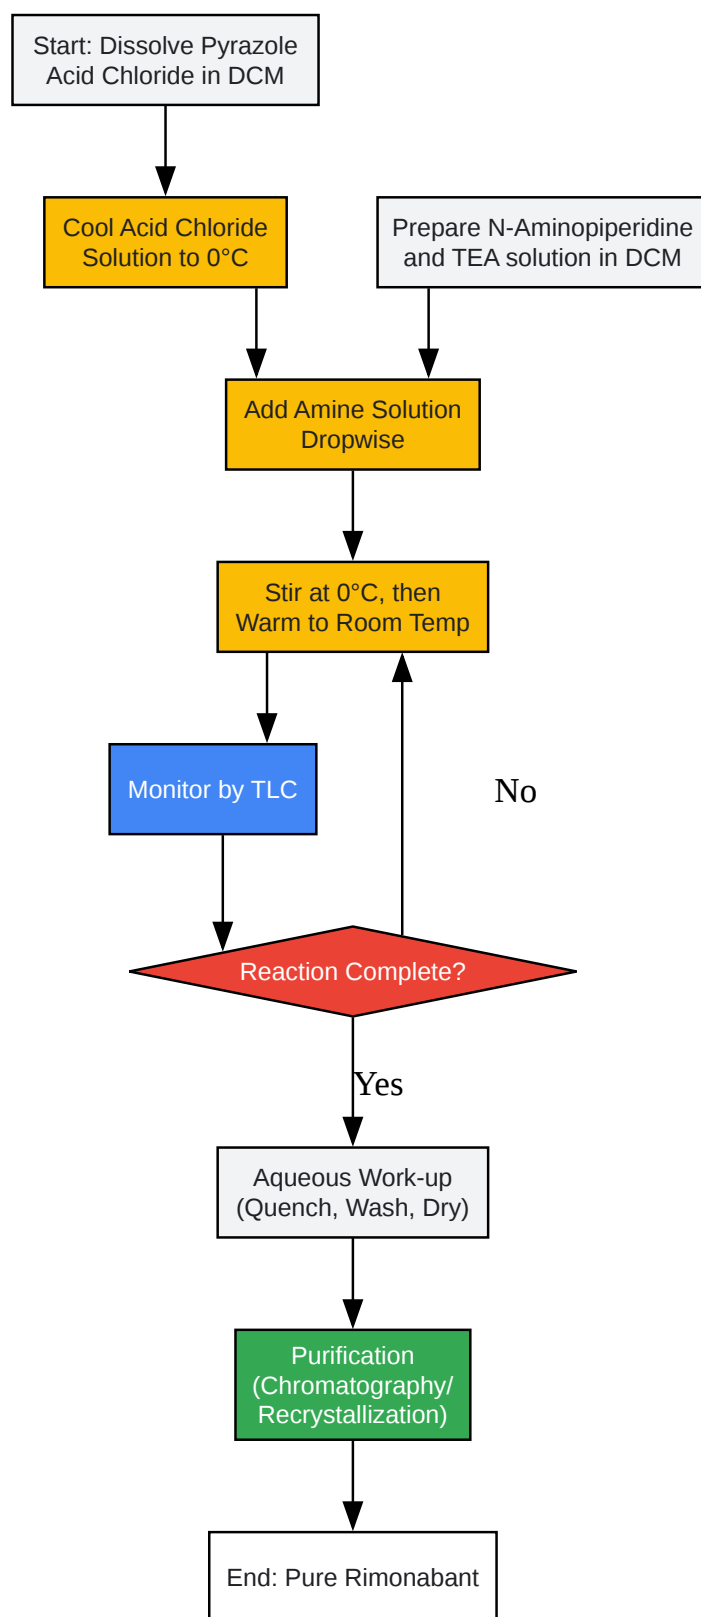 Start: Dissolve Pyrazole
Acid Chloride in DCM
Cool Acid Chloride
Solution to 0°C
Prepare N-Aminopiperidine
and TEA solution in DCM
Add Amine Solution
Dropwise
Stir at 0°C, then
Warm to Room Temp
Monitor by TLC
No
Reaction Complete?
Yes
Aqueous Work-up
(Quench, Wash, Dry)
Purification
(Chromatography/
Recrystallization)
End: Pure Rimonabant